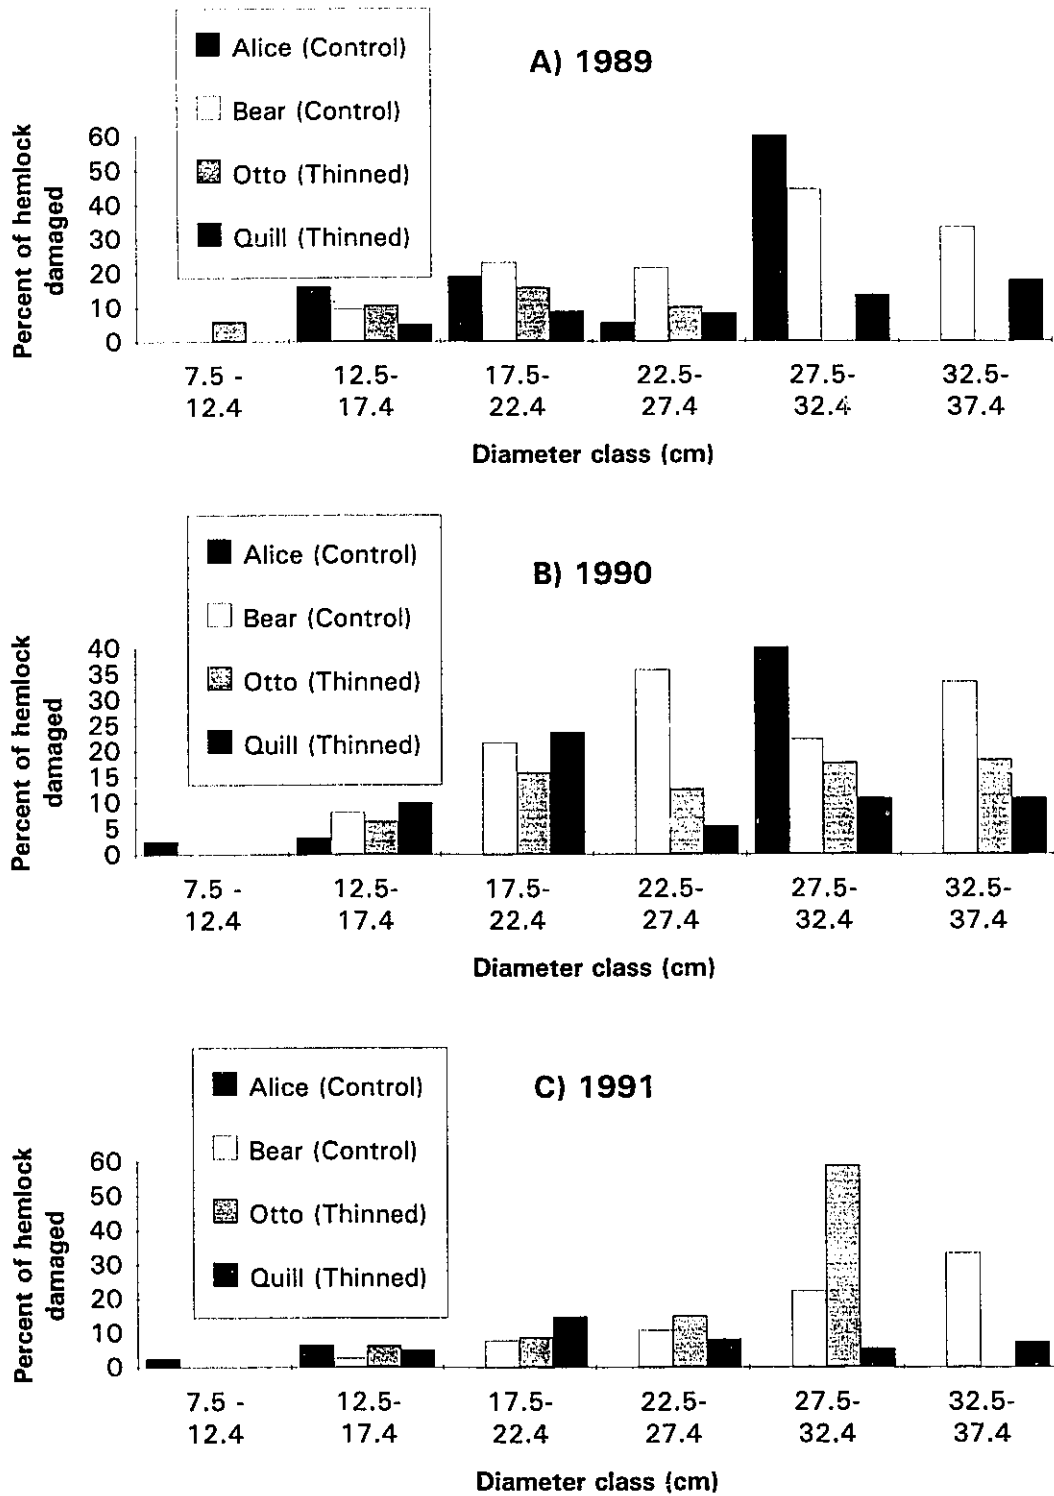 A) 1989
Alice (Control)
Bear (Control)
Otto (Thinned)
Quill (Thinned)
Percent of hemlock
damaged
60
50
40
30
20
10
0
7.5 - 12.5- 17.5- 22.5- 27.5- 32.5-
12.4 17.4 22.4 27.4 32.4 37.4
Diameter class (cm)
B) 1990
Alice (Control)
Bear (Control)
Otto (Thinned)
Quill (Thinned)
Percent of hemlock
damaged
40
35
30
25
20
15
10
5
0
7.5 - 12.5- 17.5- 22.5- 27.5- 32.5-
12.4 17.4 22.4 27.4 32.4 37.4
Diameter class (cm)
C) 1991
Alice (Control)
Bear (Control)
Otto (Thinned)
Quill (Thinned)
Percent of hemlock
damaged
60
50
40
30
20
10
0
7.5 - 12.5- 17.5- 22.5- 27.5- 32.5-
12.4 17.4 22.4 27.4 32.4 37.4
Diameter class (cm)